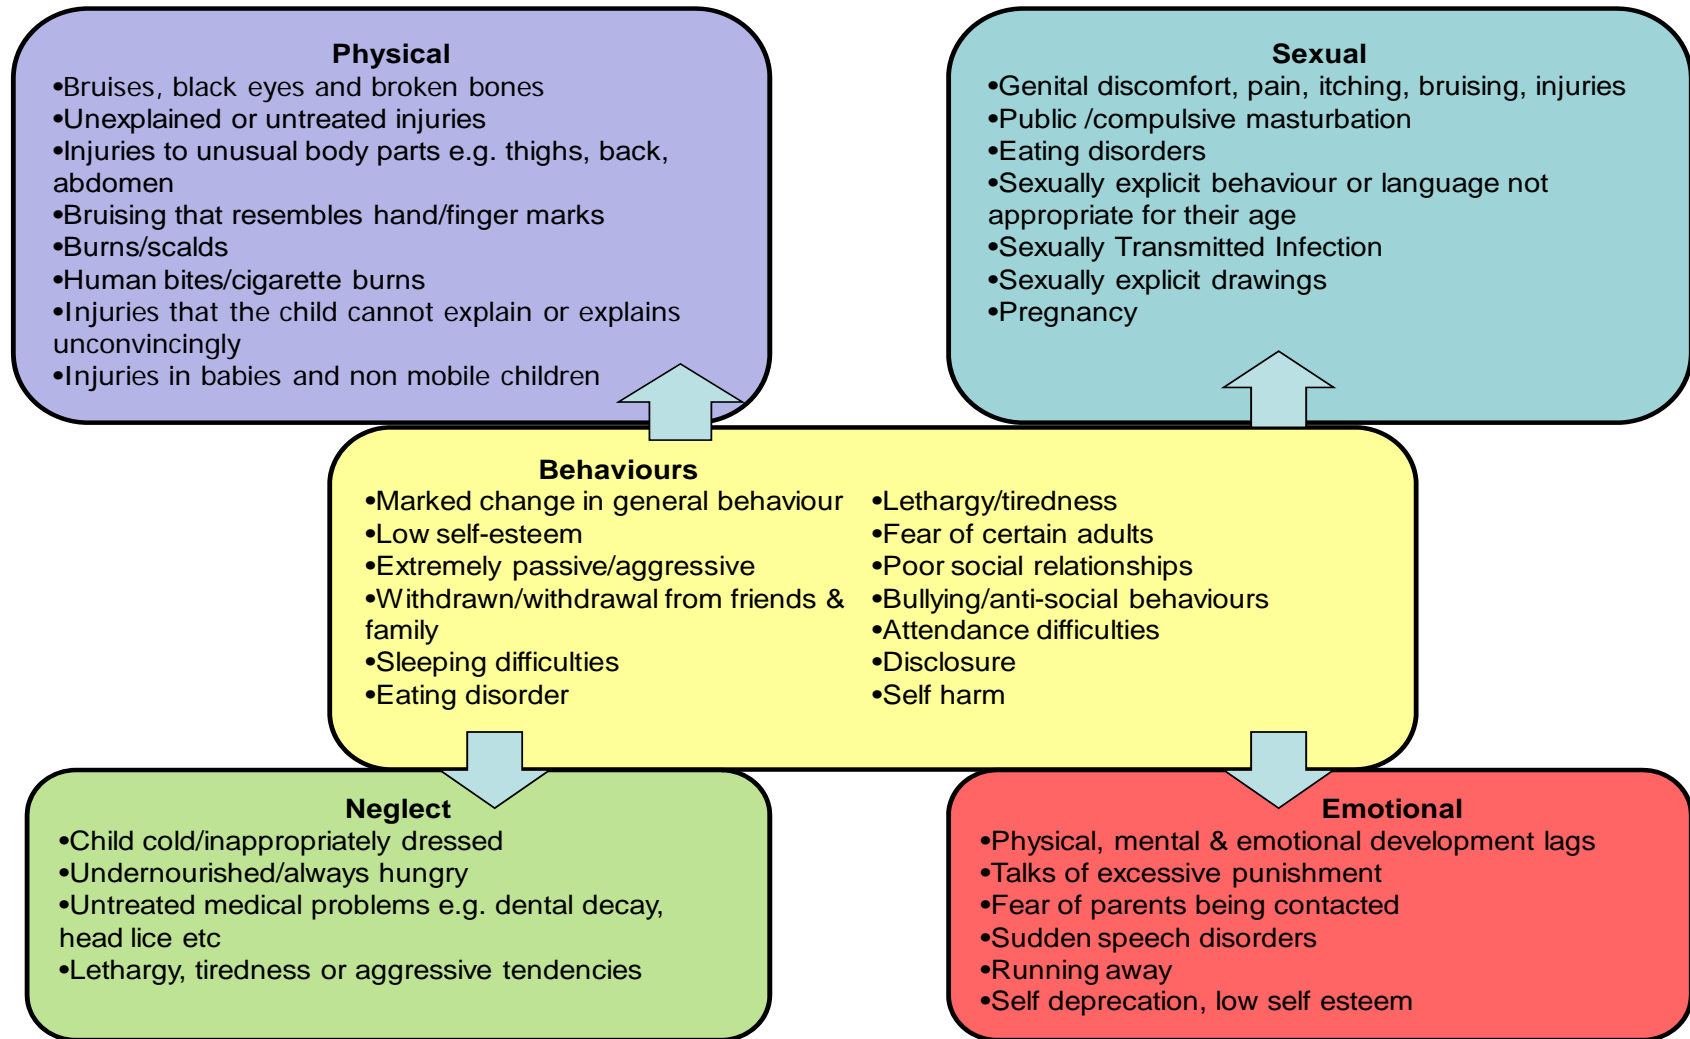 Physical
•Bruises, black eyes and broken bones
•Unexplained or untreated injuries
•Injuries to unusual body parts e.g. thighs, back,
abdomen
•Bruising that resembles hand/finger marks
•Burns/scalds
•Human bites/cigarette burns
•Injuries that the child cannot explain or explains
unconvincingly
•Injuries in babies and non mobile children
Sexual
•Genital discomfort, pain, itching, bruising, injuries
•Public /compulsive masturbation
•Eating disorders
•Sexually explicit behaviour or language not
appropriate for their age
•Sexually Transmitted Infection
•Sexually explicit drawings
•Pregnancy
Behaviours
•Marked change in general behaviour
•Low self-esteem
•Extremely passive/aggressive
•Withdrawn/withdrawal from friends &
family
•Sleeping difficulties
•Eating disorder
•Lethargy/tiredness
•Fear of certain adults
•Poor social relationships
•Bullying/anti-social behaviours
•Attendance difficulties
•Disclosure
•Self harm
Neglect
•Child cold/inappropriately dressed
•Undernourished/always hungry
•Untreated medical problems e.g. dental decay,
head lice etc
•Lethargy, tiredness or aggressive tendencies
Emotional
•Physical, mental & emotional development lags
•Talks of excessive punishment
•Fear of parents being contacted
•Sudden speech disorders
•Running away
•Self deprecation, low self esteem